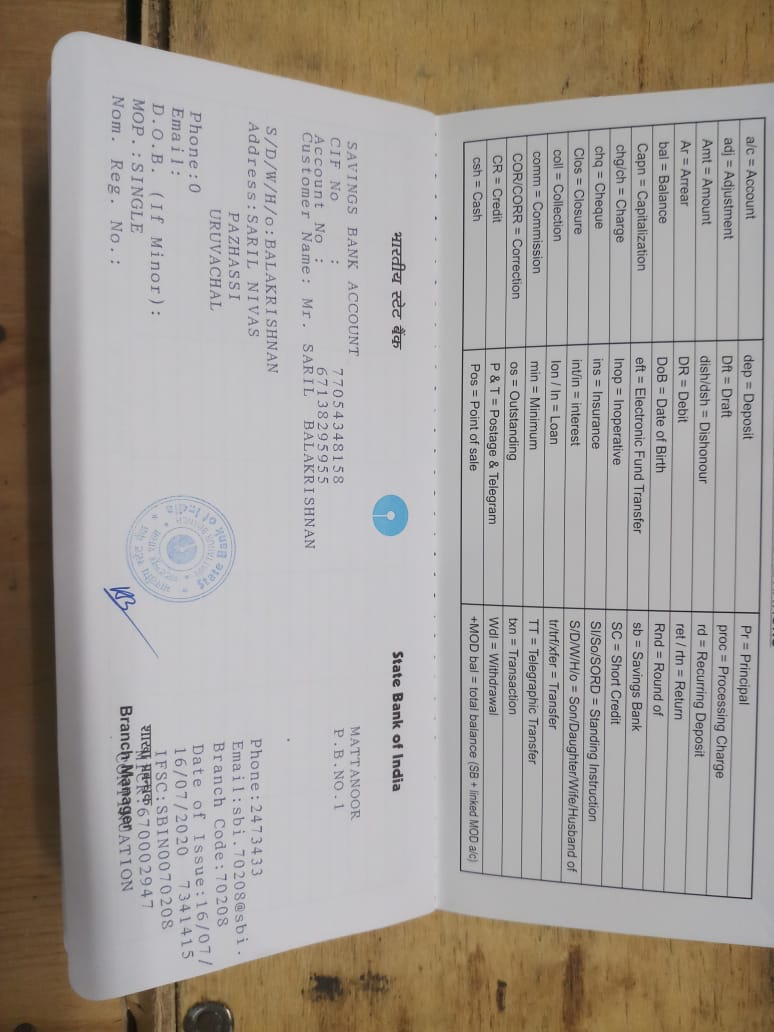 a/c = Account
adj = Adjustment
Amt = Amount
Ar = Arrear
bal = Balance
Capn = Capitalization
chg/ch = Charge
chq = Cheque
Clos = Closure
coll = Collection
comm = Commission
COR/CORR = Correction
CR = Credit
csh = Cash
dep = Deposit
Dft = Draft
dish/dsh = Dishonour
DR = Debit
DoB = Date of Birth
eft = Electronic Fund Transfer
Inop = Inoperative
ins = Insurance
int/in = interest
lon / ln = Loan
min = Minimum
os = Outstanding
P & T = Postage & Telegram
Pos = Point of sale
Pr = Principal
proc = Processing Charge
rd = Recurring Deposit
ret / rtn = Return
Rnd = Round of
sb = Savings Bank
SC = Short Credit
SI/So/SORD = Standing Instruction
S/D/W/H/o = Son/Daughter/Wife/Husband of
tr/trf/xfer = Transfer
TT = Telegraphic Transfer
txn = Transaction
Wdl = Withdrawal
+MOD bal = total balance (SB + linked MOD a/c)
भारतीय स्टेट बैंक
State Bank of India
SAVINGS BANK ACCOUNT
MATTANOOR
CIF No : 77054348158
P.B.NO.1
Account No : 67138295955
Customer Name: Mr. SARIL BALAKRISHNAN
S/D/W/H/o:BALAKRISHNAN
Address:SARIL NIVAS
PAZHASSI
URUVACHAL
Phone:0
Email:
D.O.B. (If Minor):
MOP.:SINGLE
Nom. Reg. No.:
Phone:2473433
Email:sbi.70208@sbi.
Branch Code:70208
Date of Issue:16/07/
16/07/2020 7341415
IFSC:SBIN0070208
MICR:670002947
शाखा प्रबन्धक
Branch Manager
State Bank of India